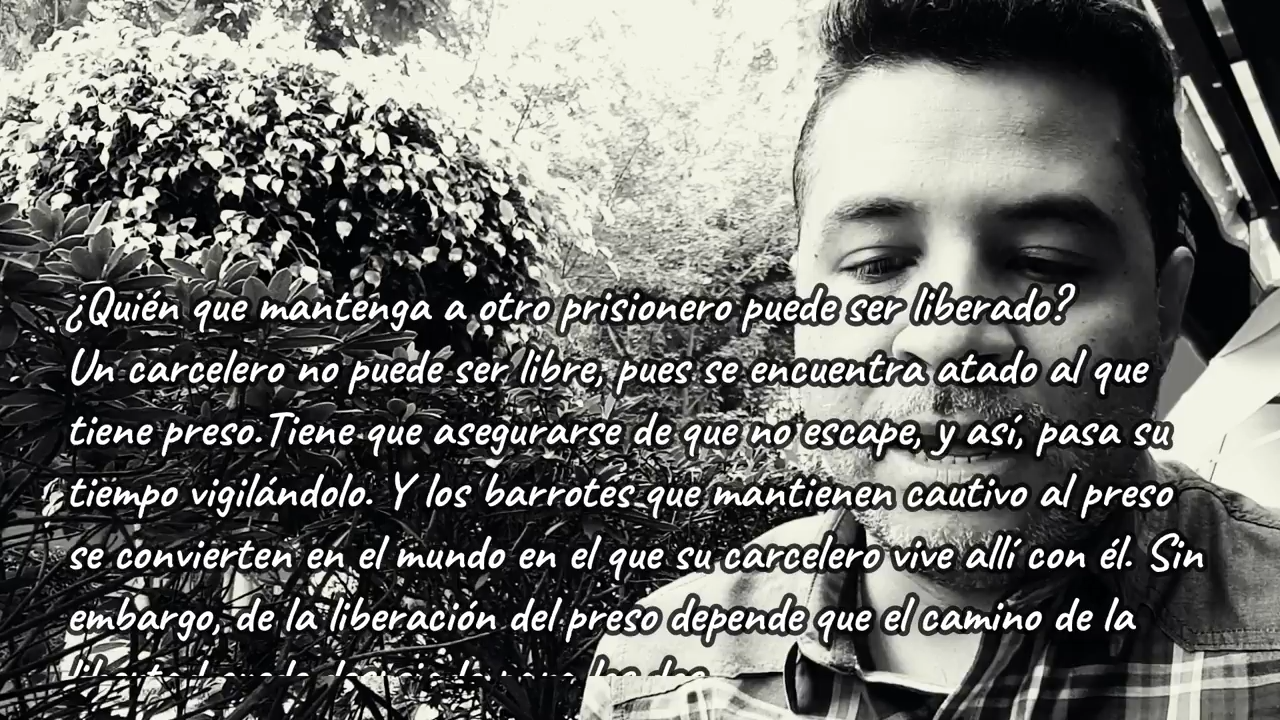 ¿Quién que mantenga a otro prisionero puede ser liberado?
Un carcelero no puede ser libre, pues se encuentra atado al que
tiene preso.Tiene que asegurarse de que no escape, y así, pasa su
tiempo vigilándolo. Y los barrotes que mantienen cautivo al preso
se convierten en el mundo en el que su carcelero vive allí con él. Sin
embargo, de la liberación del preso depende que el camino de la